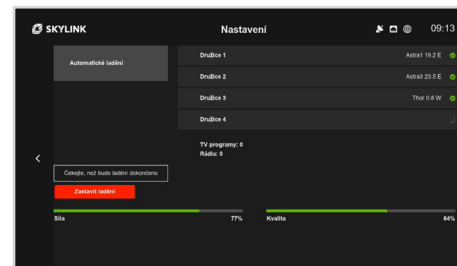 SKYLINK
Nastavení
09:13
Automatické ladění
Družice 1
Astra1 19.2 E
Družice 2
Astra3 23.5 E
Družice 3
Thor 0.8 W
Družice 4
TV programy: 0
Rádia: 0
Čekejte, než bude ladění dokončeno
Zastavit ladění
Síla
77%
Kvalita
64%